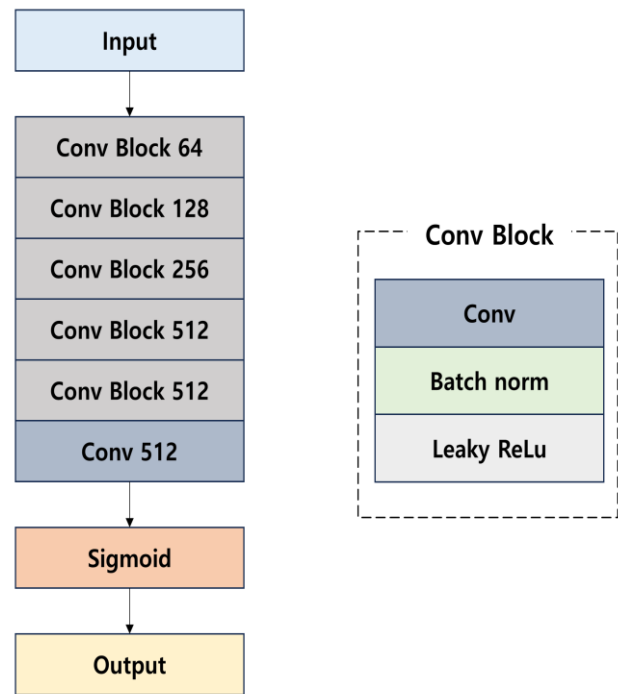 Input
Conv Block 64
Conv Block 128
Conv Block 256
Conv Block 512
Conv Block 512
Conv 512
Sigmoid
Output
Conv Block
Conv
Batch norm
Leaky ReLu